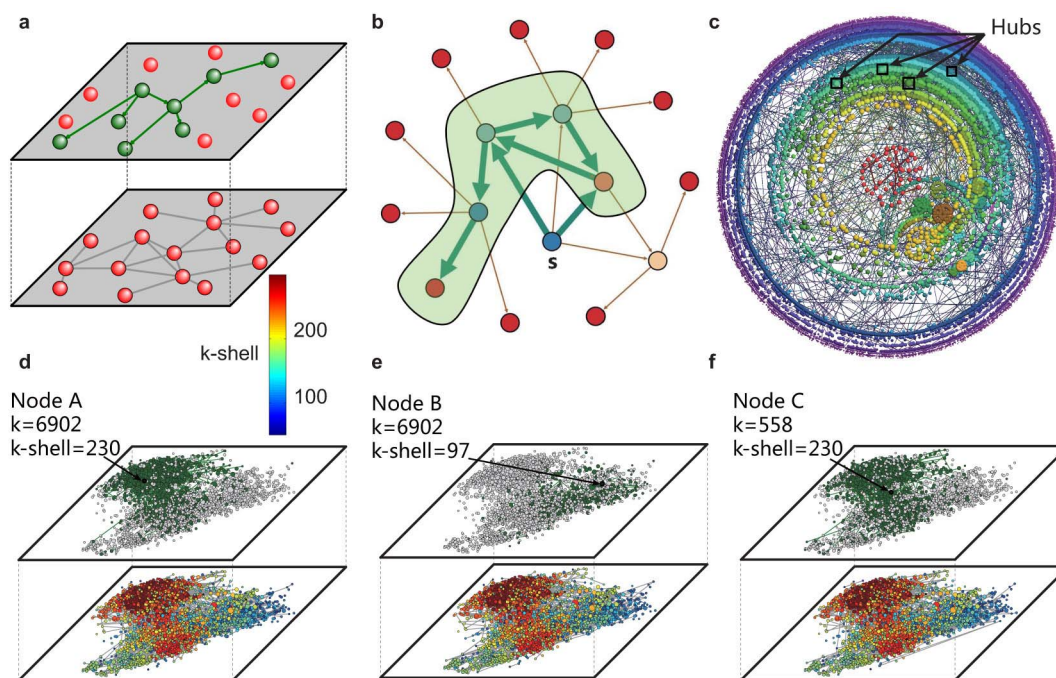 a
b
c
Hubs
s
k-shell
200
100
d
Node A
k=6902
k-shell=230
e
Node B
k=6902
k-shell=97
f
Node C
k=558
k-shell=230